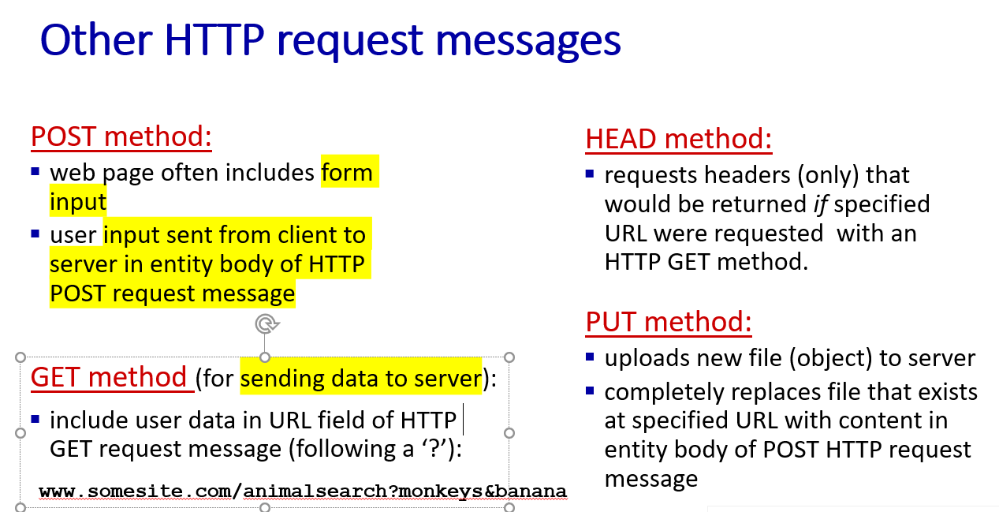 Other HTTP request messages
POST method:
▪ web page often includes form
input
▪ user input sent from client to
server in entity body of HTTP
POST request message
GET method (for sending data to server):
▪ include user data in URL field of HTTP
GET request message (following a ‘?’):
www.somesite.com/animalsearch?monkeys&banana
HEAD method:
▪ requests headers (only) that
would be returned if specified
URL were requested  with an
HTTP GET method.
PUT method:
▪ uploads new file (object) to server
▪ completely replaces file that exists
at specified URL with content in
entity body of POST HTTP request
message